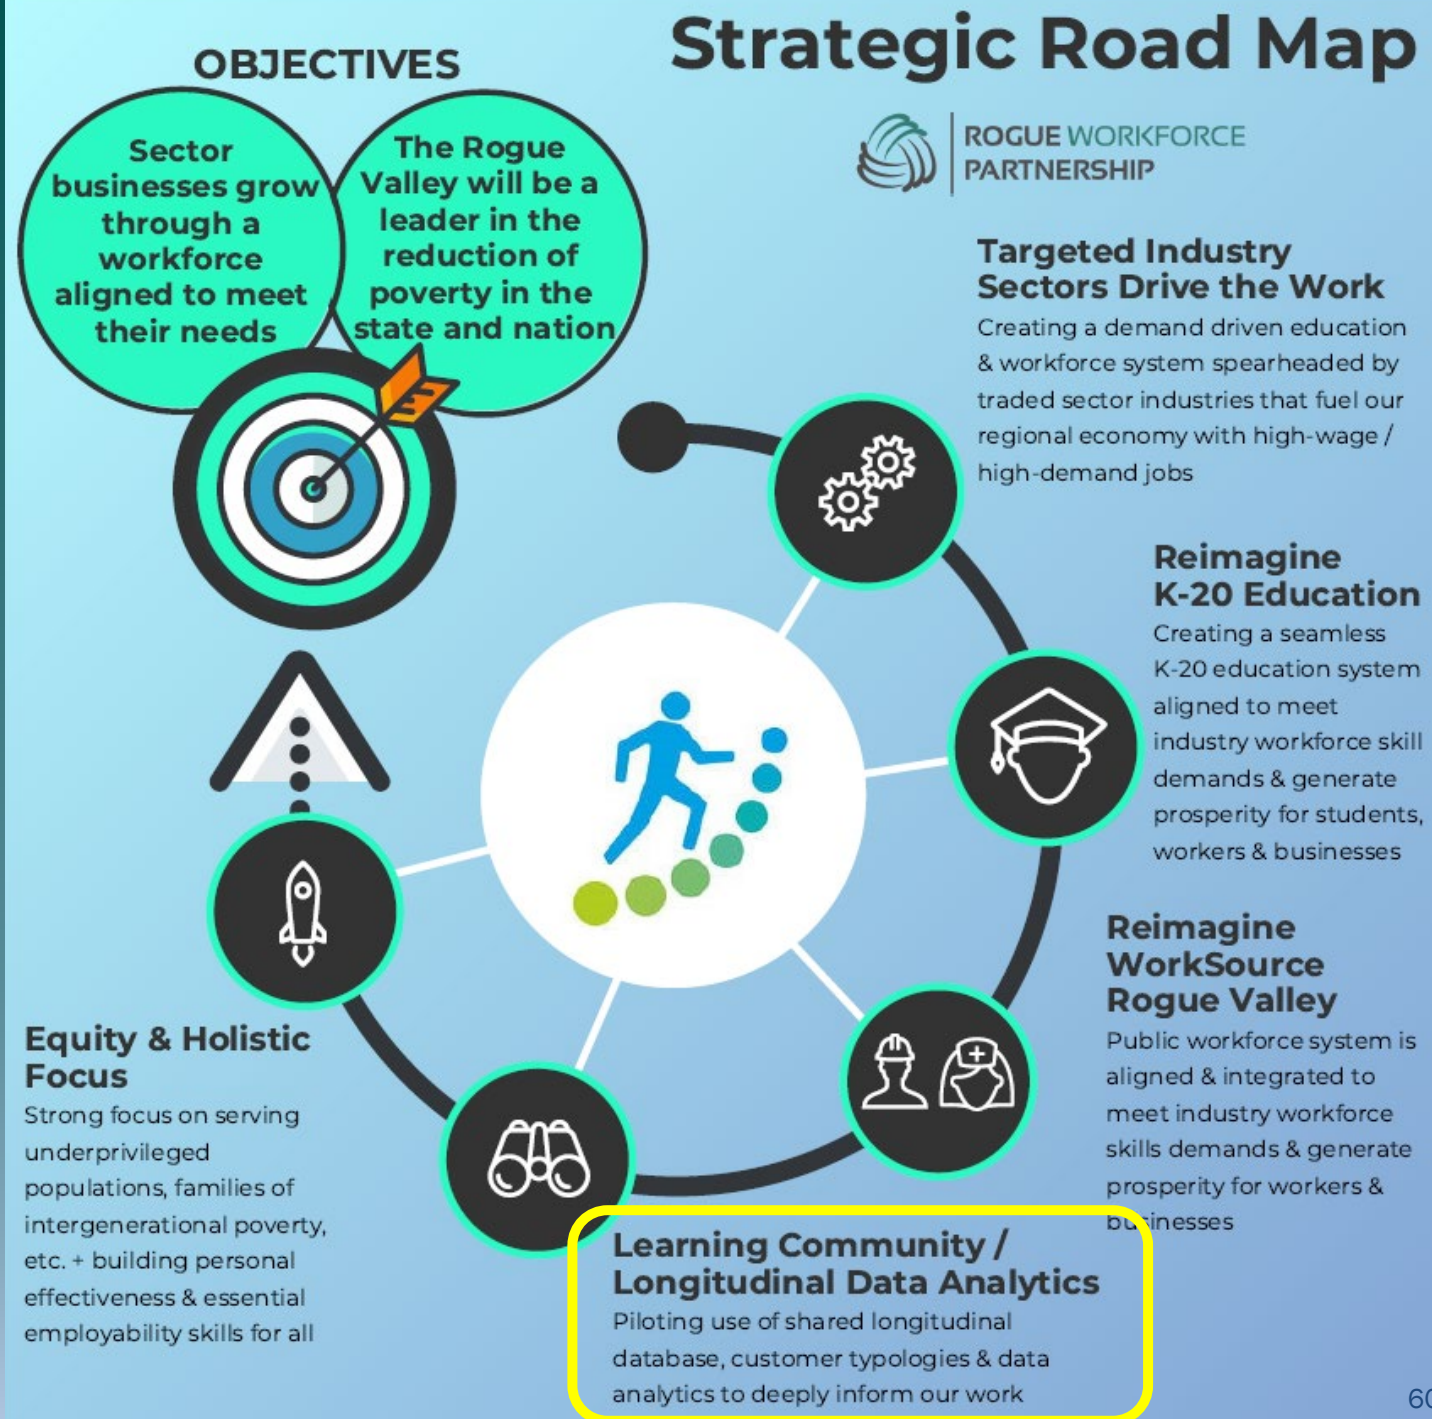 Strategic Road Map
OBJECTIVES
Sector
businesses grow
through a
workforce
aligned to meet
their needs
The Rogue
Valley will be a
leader in the
reduction of
poverty in the
state and nation
ROGUE WORKFORCE
PARTNERSHIP
Targeted Industry
Sectors Drive the Work
Creating a demand driven education
& workforce system spearheaded by
traded sector industries that fuel our
regional economy with high-wage /
high-demand jobs
Reimagine
K-20 Education
Creating a seamless
K-20 education system
aligned to meet
industry workforce skill
demands & generate
prosperity for students,
workers & businesses
Reimagine
WorkSource
Rogue Valley
Public workforce system is
aligned & integrated to
meet industry workforce
skills demands & generate
prosperity for workers &
businesses
Learning Community /
Longitudinal Data Analytics
Piloting use of shared longitudinal
database, customer typologies & data
analytics to deeply inform our work
Equity & Holistic
Focus
Strong focus on serving
underprivileged
populations, families of
intergenerational poverty,
etc. + building personal
effectiveness & essential
employability skills for all
60